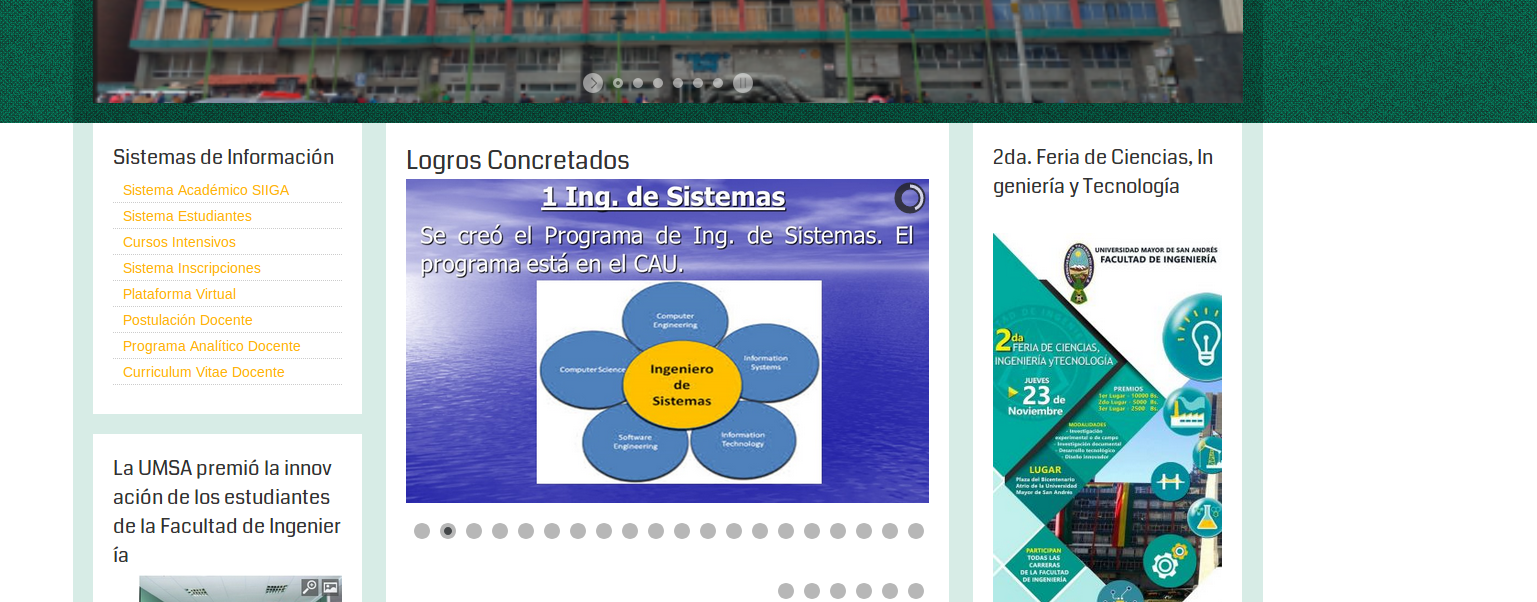 Sistemas de Información
Sistema Académico SIIGA
Sistema Estudiantes
Cursos Intensivos
Sistema Inscripciones
Plataforma Virtual
Postulación Docente
Programa Analítico Docente
Curriculum Vitae Docente
La UMSA premió la innov
ación de los estudiantes
de la Facultad de Ingenier
ía
Logros Concretados
1 Ing. de Sistemas
Se creó el Programa de Ing. de Sistemas. El
programa está en el CAU.
Computer
Engineering
Computer Science
Information
Systems
Ingeniero
de
Sistemas
Software
Engineering
Information
Technology
2da. Feria de Ciencias, In
geniería y Tecnología
UNIVERSIDAD MAYOR DE SAN ANDRÉS
FACULTAD DE INGENIERÍA
2da
FERIA DE CIENCIAS,
INGENIERÍA yTECNOLOGÍA
JUEVES
23 de
Noviembre
PREMIOS
1er Lugar - 10000 Bs.
2do Lugar - 5000 Bs.
3er Lugar - 2500 Bs.
MODALIDADES
- Investigación
experimental o de campo
- Investigación documental
- Desarrollo tecnológico
- Diseño innovador
LUGAR
Plaza del Bicentenario
Atrio de la Universidad
Mayor de San Andrés
PARTICIPAN
TODAS LAS
CARRERAS
DE LA FACULTAD
DE INGENIERÍA